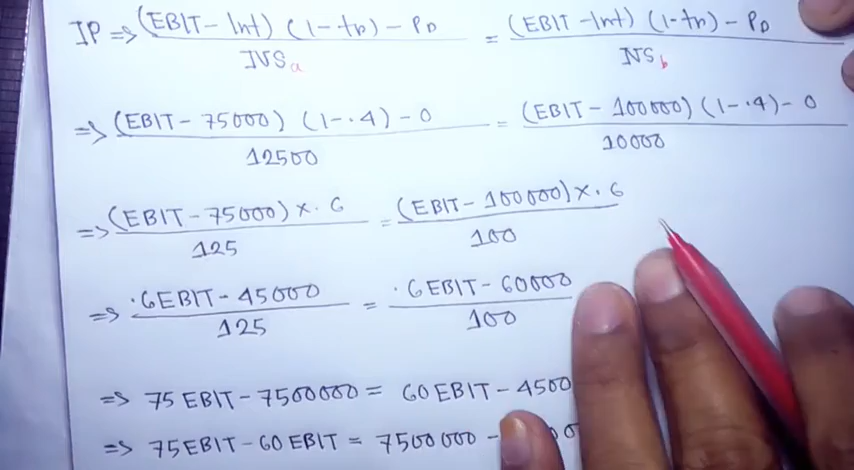 IP => (EBIT - Int) (1 - tr) - PD / NS a = (EBIT - Int) (1 - tr) - PD / NS b
=> (EBIT - 75000) (1 - .4) - 0 / 12500 = (EBIT - 100000) (1 - .4) - 0 / 10000
=> (EBIT - 75000) X .6 / 125 = (EBIT - 100000) X .6 / 100
=> .6EBIT - 45000 / 125 = .6EBIT - 60000 / 100
=> 75 EBIT - 7500000 = 60 EBIT - 4500
=> 75EBIT - 60 EBIT = 7500000 -